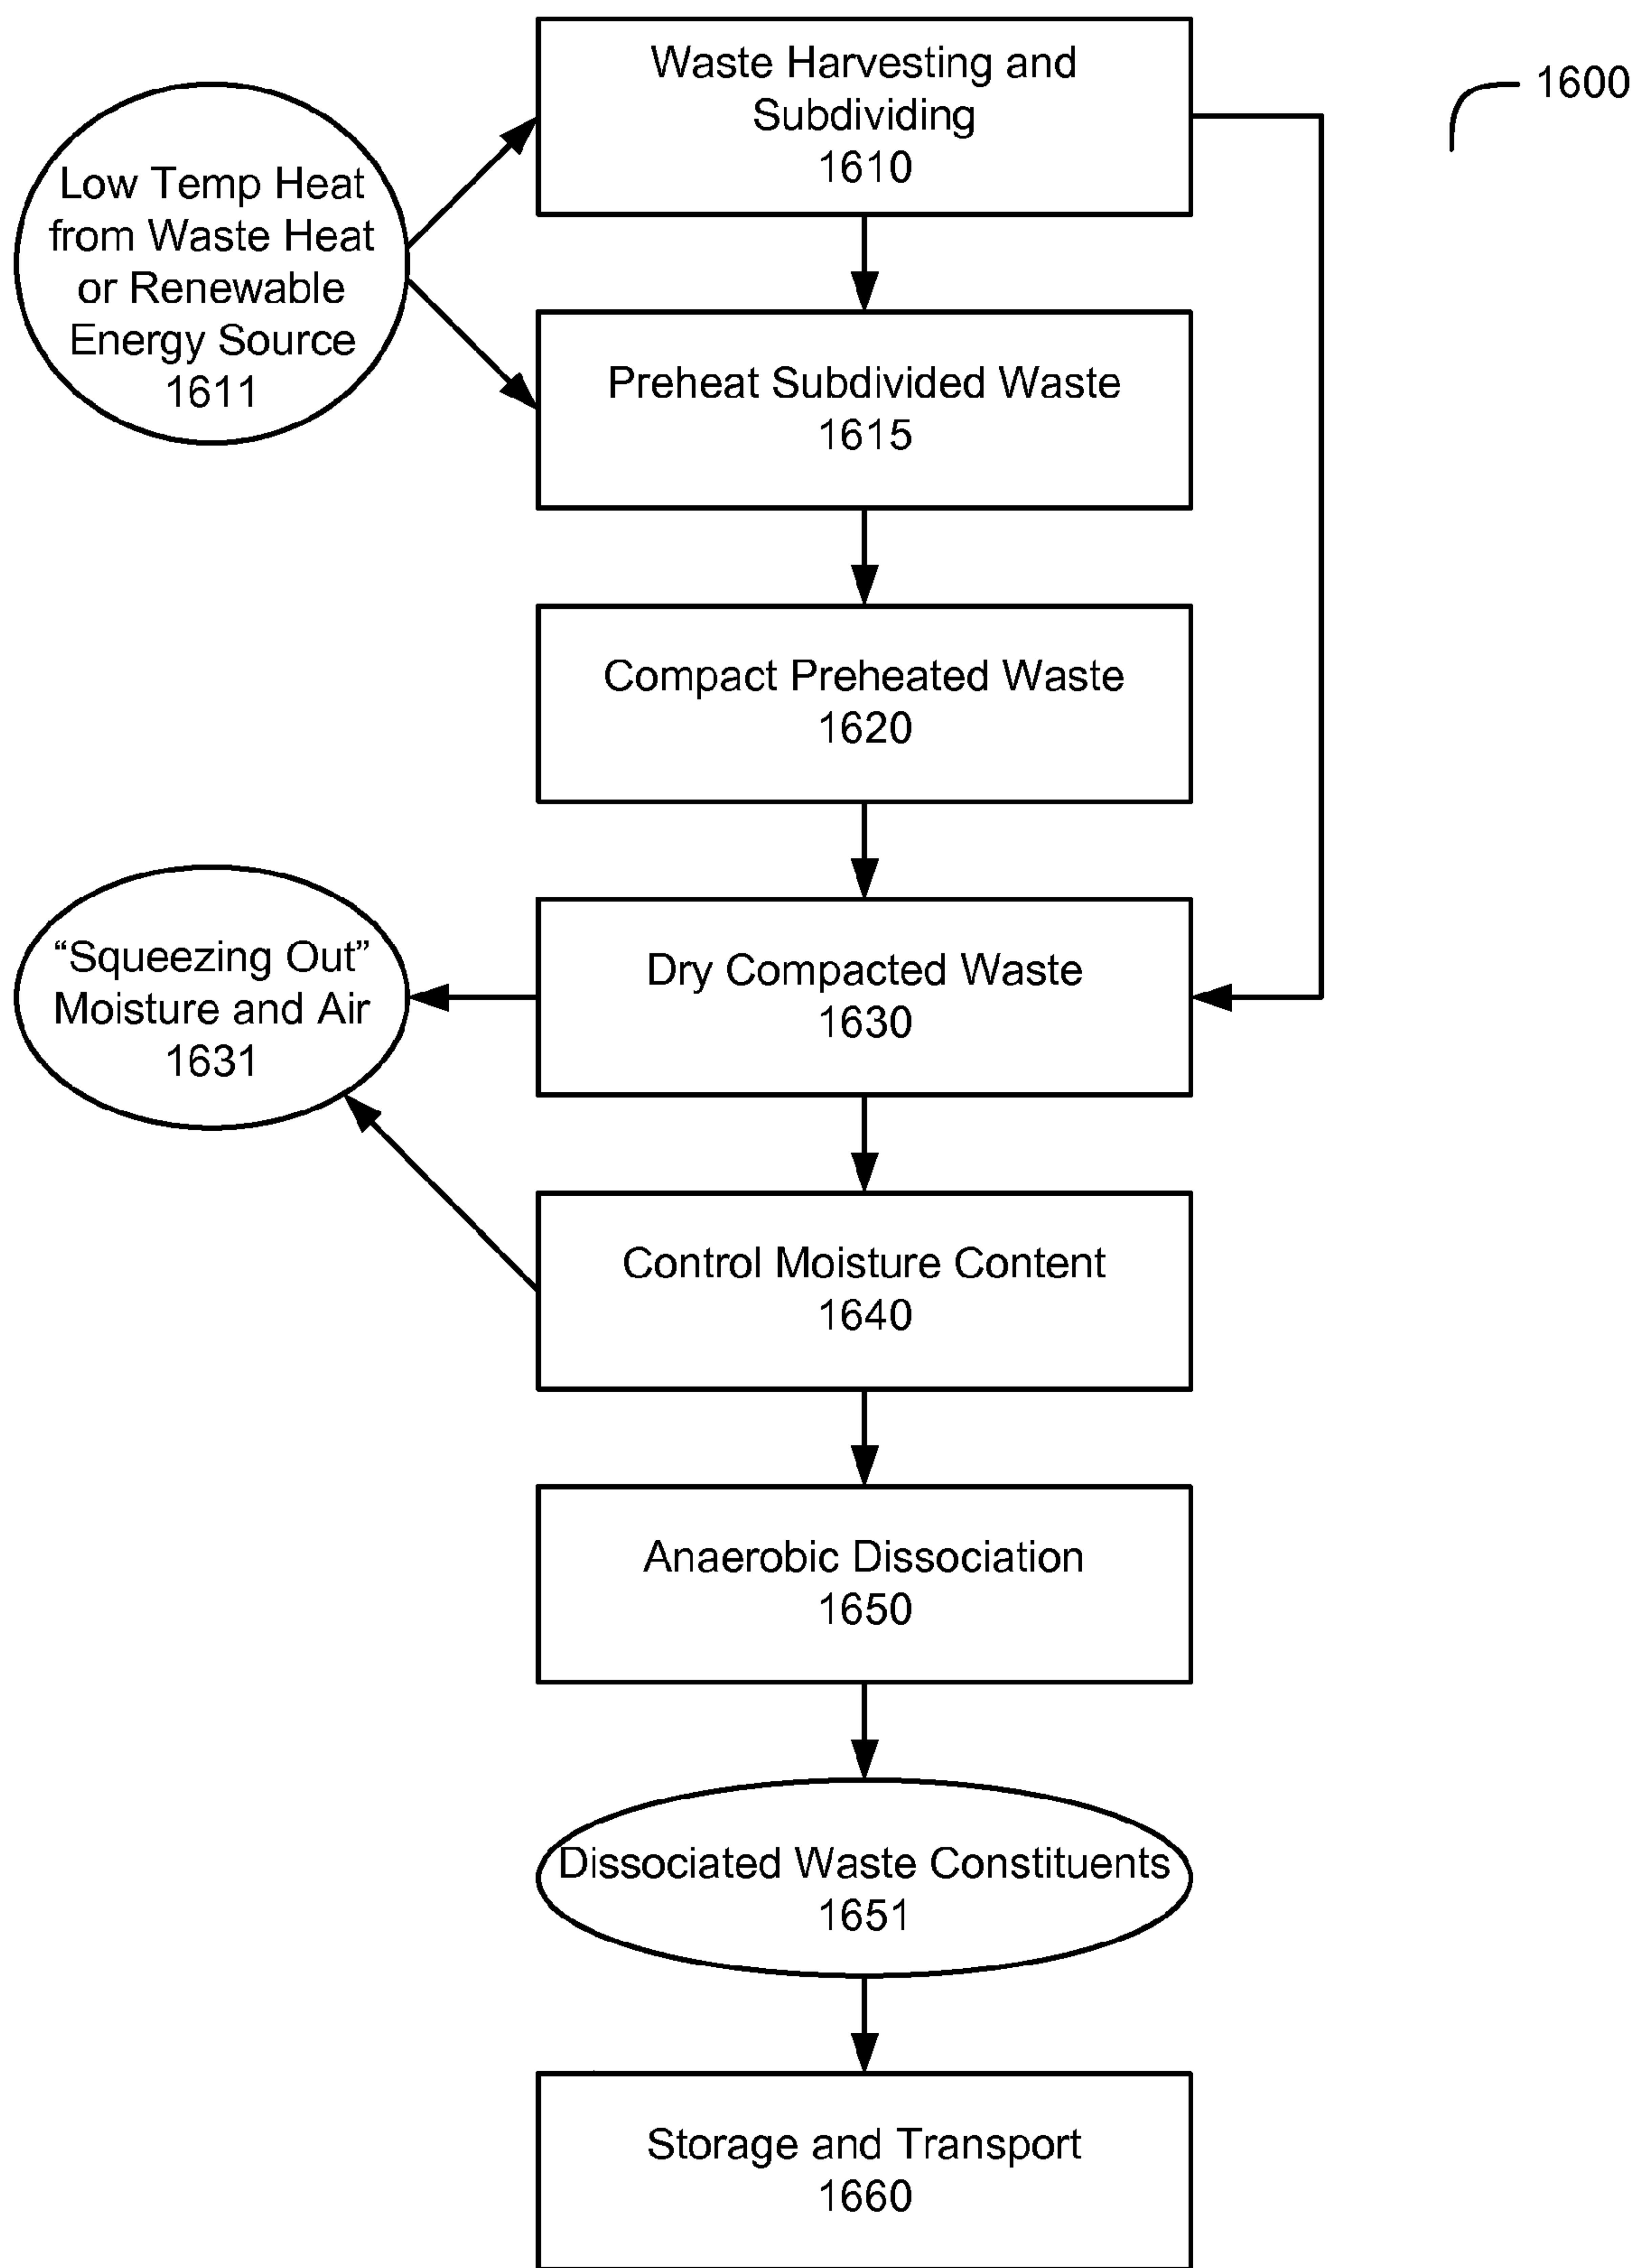 Waste Harvesting and
Subdividing
1610
1600
Low Temp Heat
from Waste Heat
or Renewable
Energy Source
1611
Preheat Subdivided Waste
1615
Compact Preheated Waste
1620
“Squeezing Out”
Moisture and Air
1631
Dry Compacted Waste
1630
Control Moisture Content
1640
Anaerobic Dissociation
1650
Dissociated Waste Constituents
1651
Storage and Transport
1660